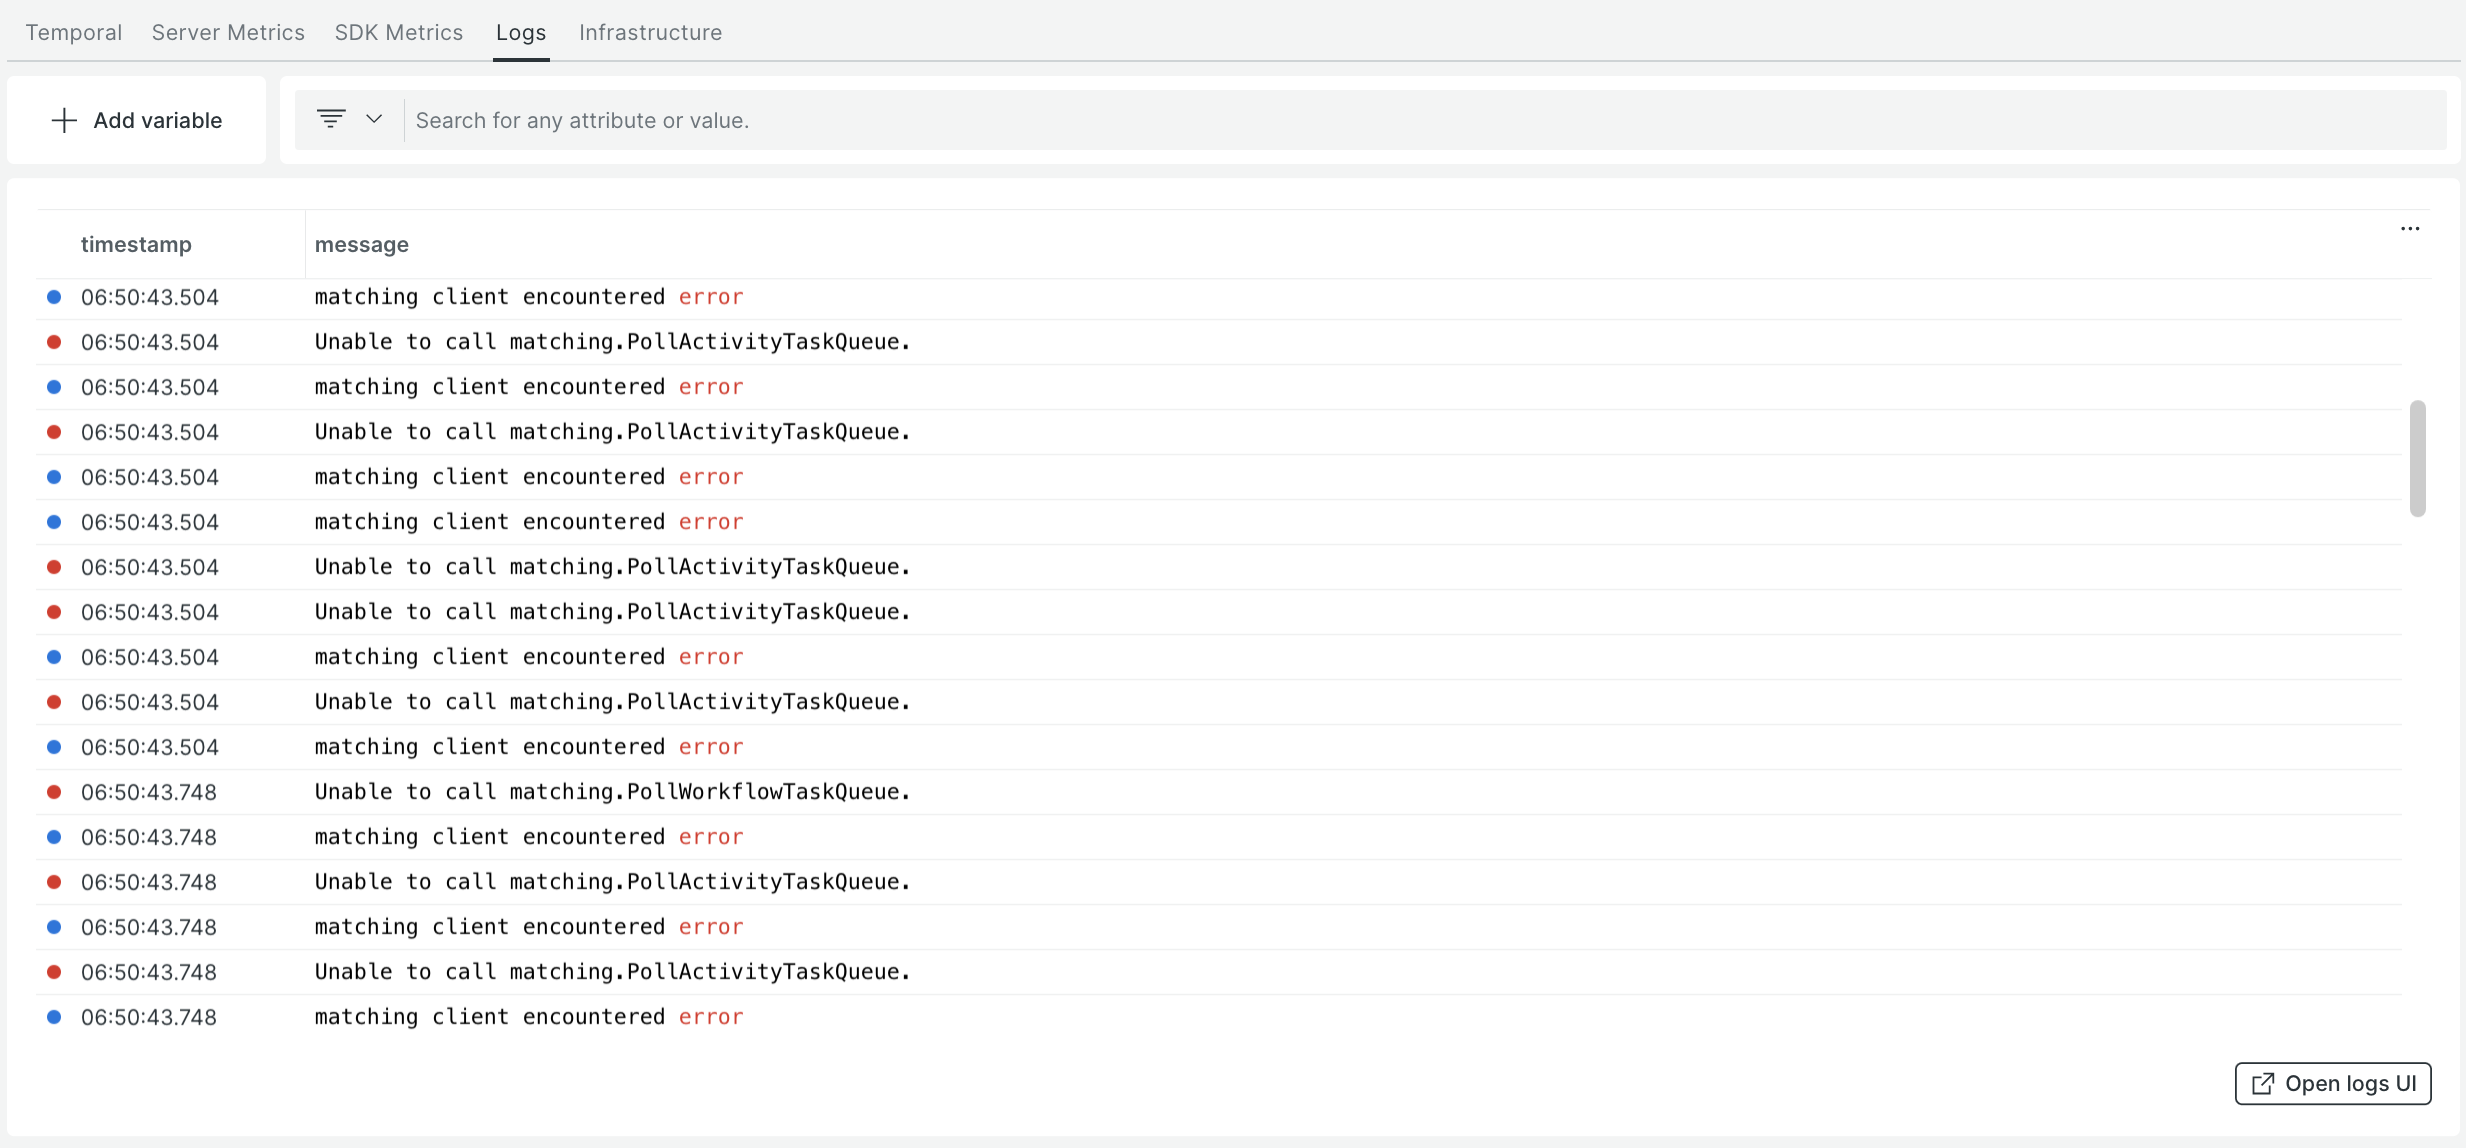 Temporal Server Metrics SDK Metrics Logs Infrastructure
Add variable Search for any attribute or value.
timestamp message
06:50:43.504 matching client encountered error
06:50:43.504 Unable to call matching.PollActivityTaskQueue.
06:50:43.504 matching client encountered error
06:50:43.504 Unable to call matching.PollActivityTaskQueue.
06:50:43.504 matching client encountered error
06:50:43.504 matching client encountered error
06:50:43.504 Unable to call matching.PollActivityTaskQueue.
06:50:43.504 Unable to call matching.PollActivityTaskQueue.
06:50:43.504 matching client encountered error
06:50:43.504 Unable to call matching.PollActivityTaskQueue.
06:50:43.504 matching client encountered error
06:50:43.748 Unable to call matching.PollWorkflowTaskQueue.
06:50:43.748 matching client encountered error
06:50:43.748 Unable to call matching.PollActivityTaskQueue.
06:50:43.748 matching client encountered error
06:50:43.748 Unable to call matching.PollActivityTaskQueue.
06:50:43.748 matching client encountered error
Open logs UI